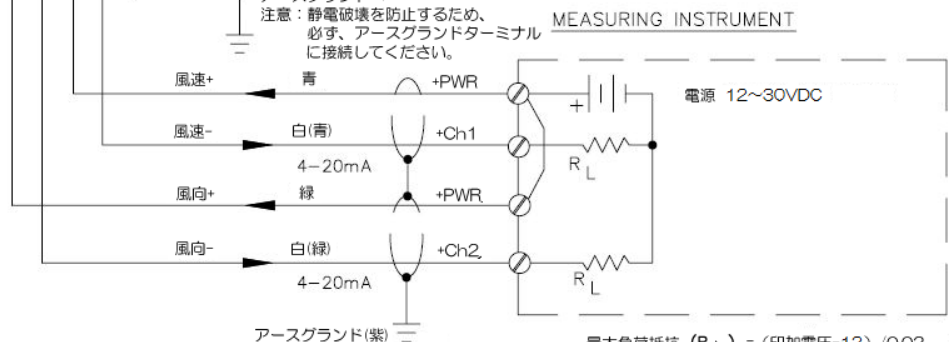 注意：静電破壊を防止するため、
必ず、アースグランドターミナル
に接続してください。
MEASURING INSTRUMENT
風速+ 青 +PWR
+ 電源 12～30VDC
風速- 白(青) +Ch1
4-20mA
RL
風向+ 緑 +PWR
風向- 白(緑) +Ch2
4-20mA
RL
アースグランド(紫)